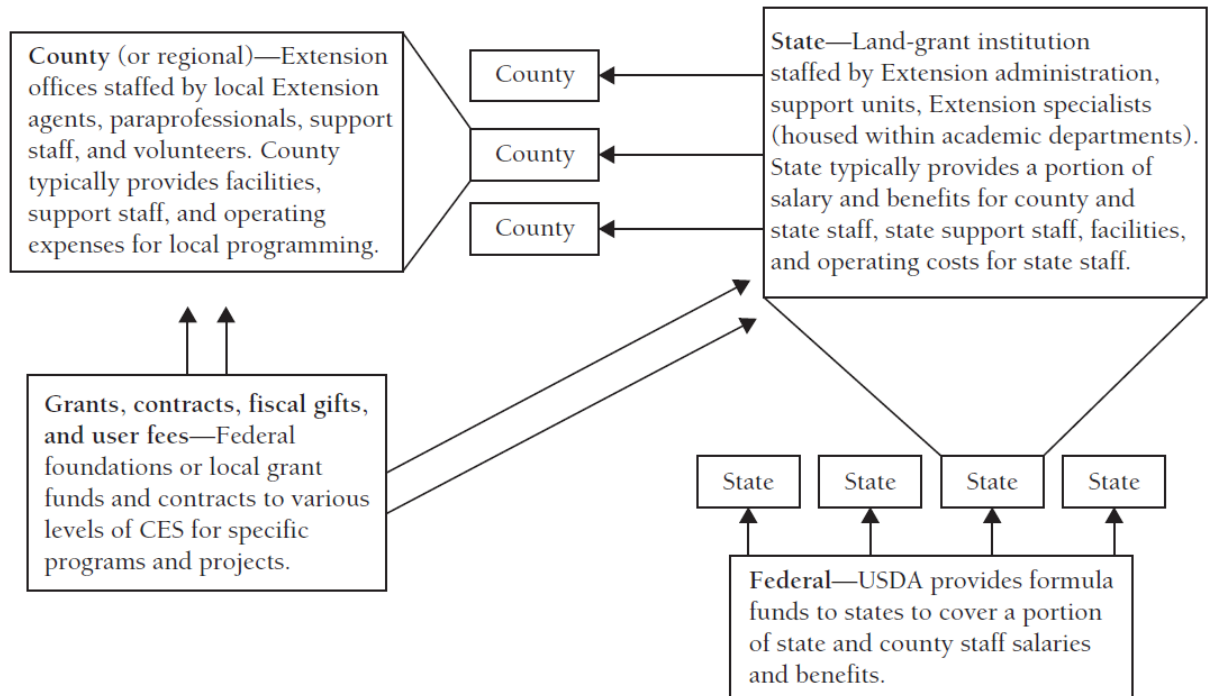 County (or regional)—Extension
offices staffed by local Extension
agents, paraprofessionals, support
staff, and volunteers. County
typically provides facilities,
support staff, and operating
expenses for local programming.
County
County
County
State—Land-grant institution
staffed by Extension administration,
support units, Extension specialists
(housed within academic departments).
State typically provides a portion of
salary and benefits for county and
state staff, state support staff, facilities,
and operating costs for state staff.
Grants, contracts, fiscal gifts,
and user fees—Federal
foundations or local grant
funds and contracts to various
levels of CES for specific
programs and projects.
State
State
State
State
Federal—USDA provides formula
funds to states to cover a portion
of state and county staff salaries
and benefits.